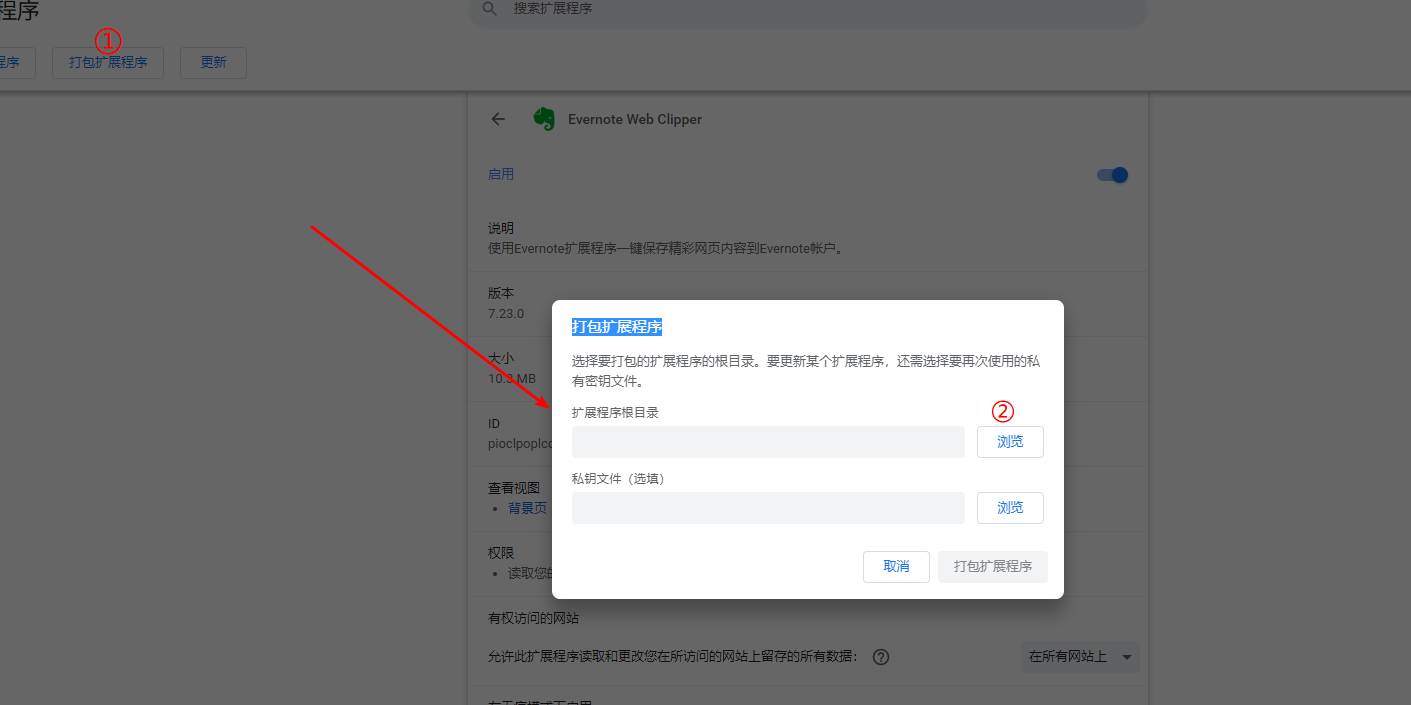 程序
搜索扩展程序
①
程序
打包扩展程序
更新
Evernote Web Clipper
启用
说明
使用Evernote扩展程序一键保存精彩网页内容到Evernote帐户。
版本
7.23.0
大小
10.3 MB
ID
pioclpoplc
查看视图
背景页
权限
读取您的
打包扩展程序
选择要打包的扩展程序的根目录。要更新某个扩展程序，还需选择要再次使用的私
有密钥文件。
扩展程序根目录
②
浏览
私钥文件（选填）
浏览
取消
打包扩展程序
有权访问的网站
允许此扩展程序读取和更改您在所访问的网站上留存的所有数据：
在所有网站上